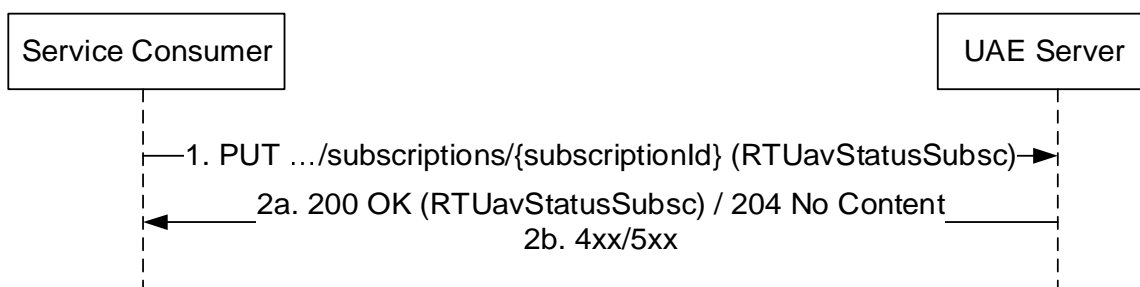 Service Consumer
UAE Server
1. PUT …/subscriptions/{subscriptionId} (RTUavStatusSubsc)
2a. 200 OK (RTUavStatusSubsc) / 204 No Content
2b. 4xx/5xx